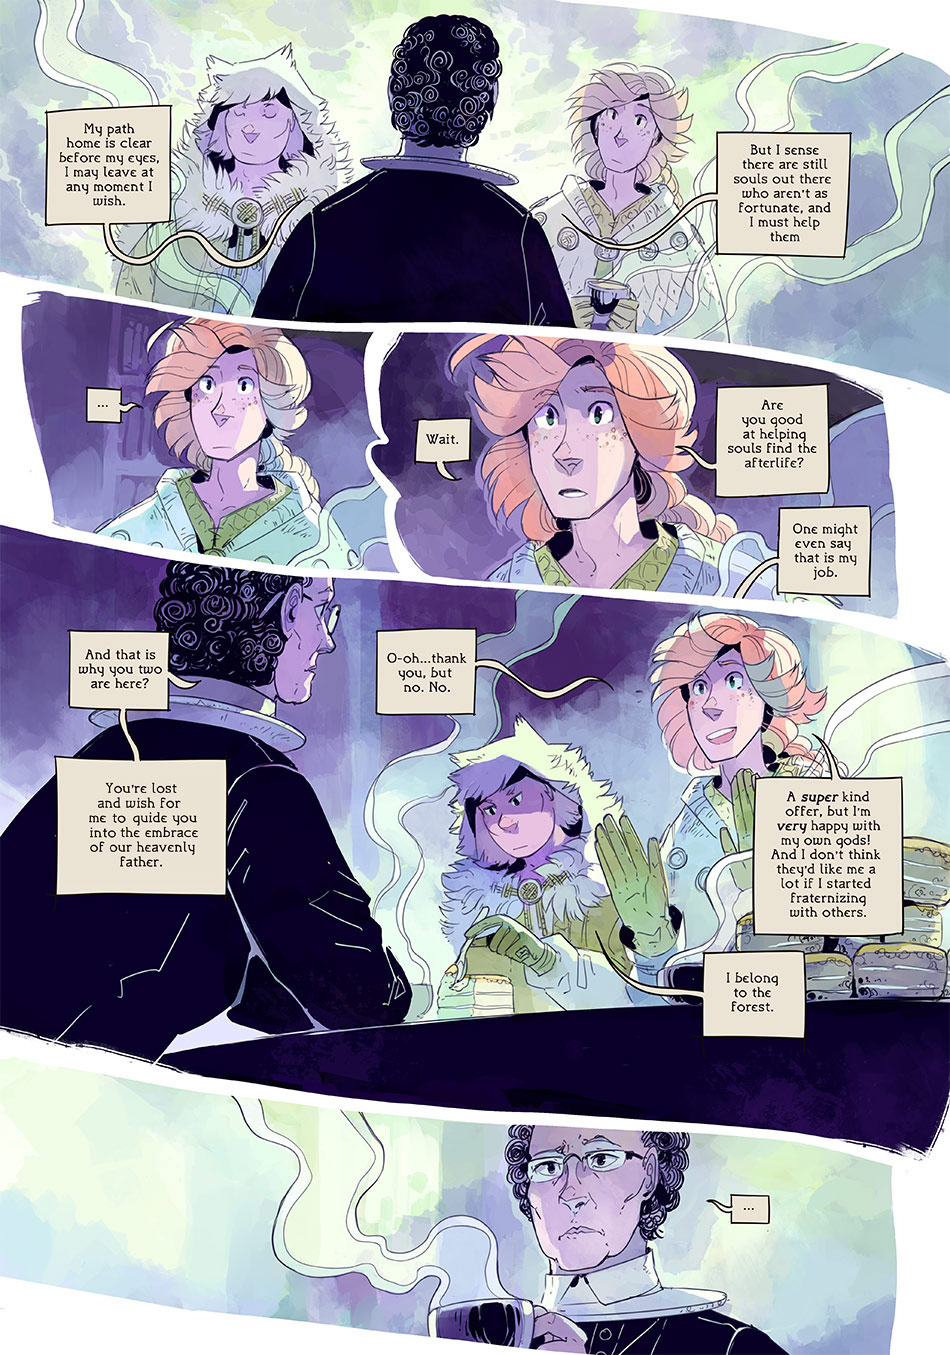 My path
home is clear
before my eyes,
I may leave at
any moment I
wish.
But I sense
there are still
souls out there
who aren't as
fortunate, and
I must help
them
...
Wait.
Are
you good
at helping
souls find the
afterlife?
One might
even say
that is my
job.
And that is
why you two
are here?
You're lost
and wish for
me to guide you
into the embrace
of our heavenly
father.
O-oh...thank
you, but
no. No.
A super kind
offer, but I'm
very happy with
my own gods!
And I don't think
they'd like me a
lot if I started
fraternizing
with others.
I belong
to the
forest.
...